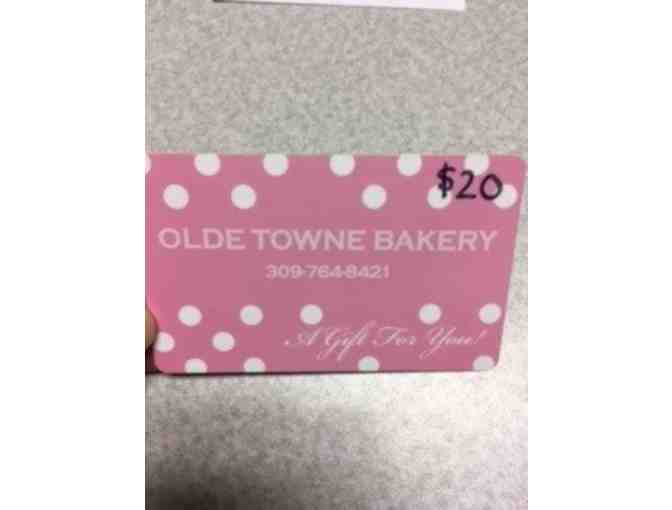 $20
OLDE TOWNE BAKERY
309-764-8421
A Gift For You!